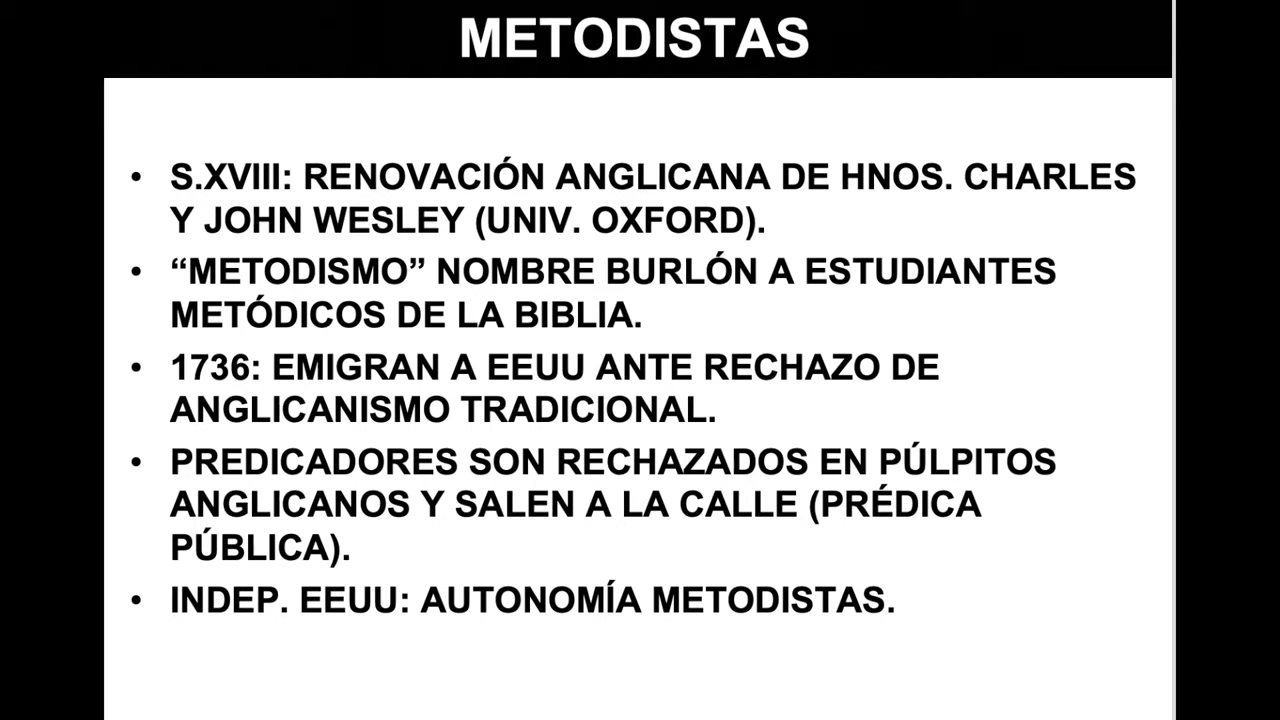 METODISTAS
• S.XVIII: RENOVACIÓN ANGLICANA DE HNOS. CHARLES
Y JOHN WESLEY (UNIV. OXFORD).
• “METODISMO” NOMBRE BURLÓN A ESTUDIANTES
METÓDICOS DE LA BIBLIA.
• 1736: EMIGRAN A EEUU ANTE RECHAZO DE
ANGLICANISMO TRADICIONAL.
• PREDICADORES SON RECHAZADOS EN PÚLPITOS
ANGLICANOS Y SALEN A LA CALLE (PRÉDICA
PÚBLICA).
• INDEP. EEUU: AUTONOMÍA METODISTAS.